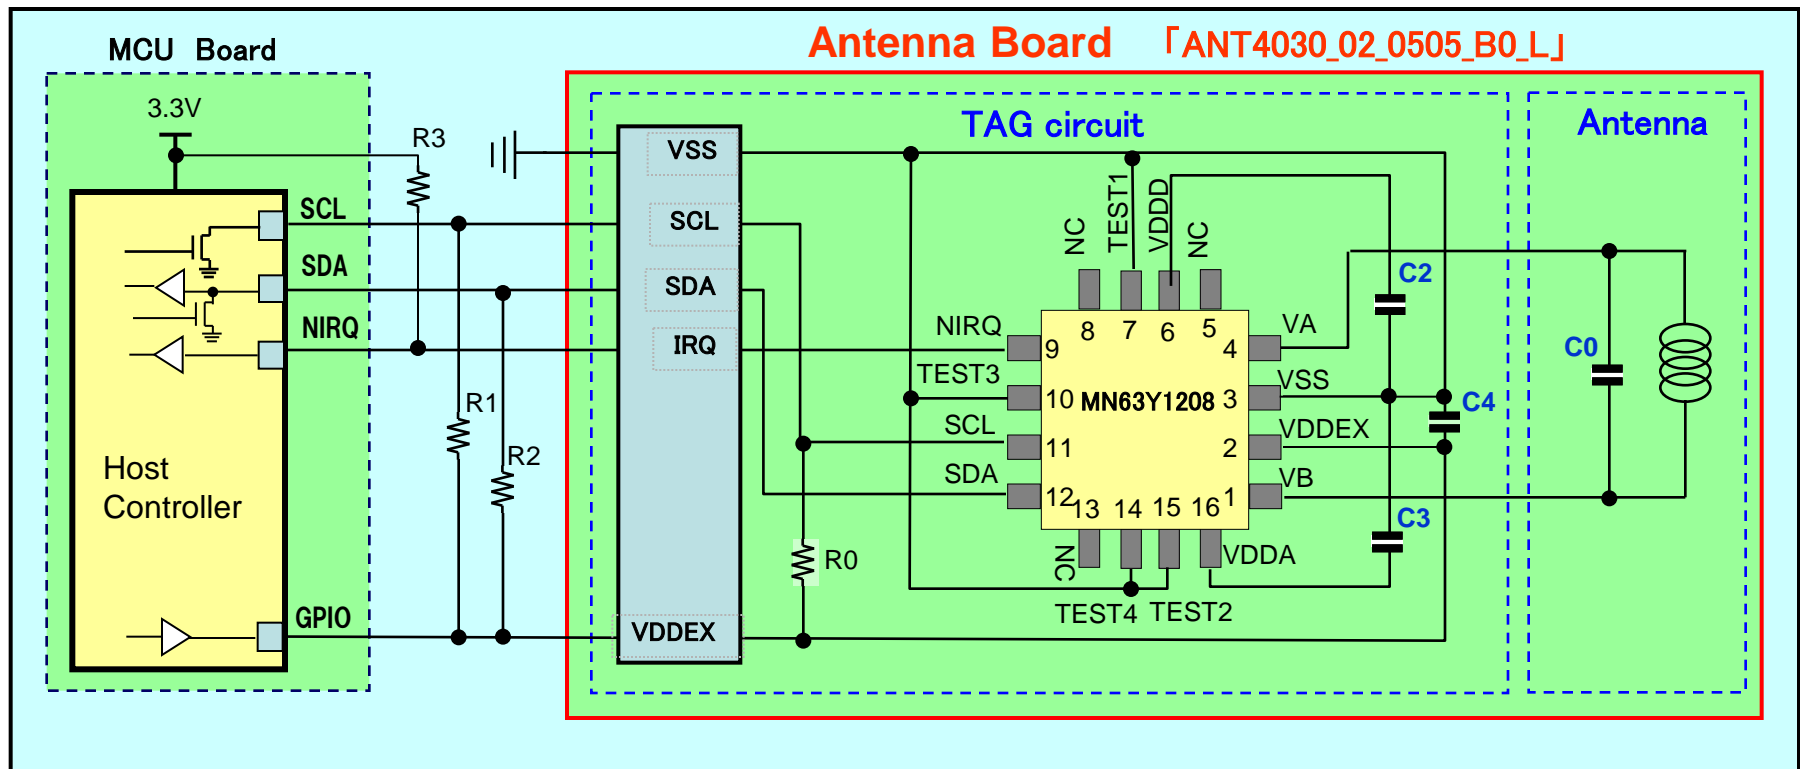 Antenna Board 「ANT4030_02_0505_B0_L」
MCU Board
3.3V
R3
TAG circuit
Antenna
VSS
SCL
SDA
IRQ
VDDEX
SCL
SDA
NIRQ
GPIO
Host
Controller
R1
R2
R0
NC
TEST1
VDDD
NC
8
7
6
5
NIRQ
9
TEST3
10
SCL
11
SDA
12
MN63Y1208
4
VA
3
VSS
2
VDDEX
1
VB
13
14
15
16
NC
TEST4
TEST2
VDDA
C2
C4
C3
C0